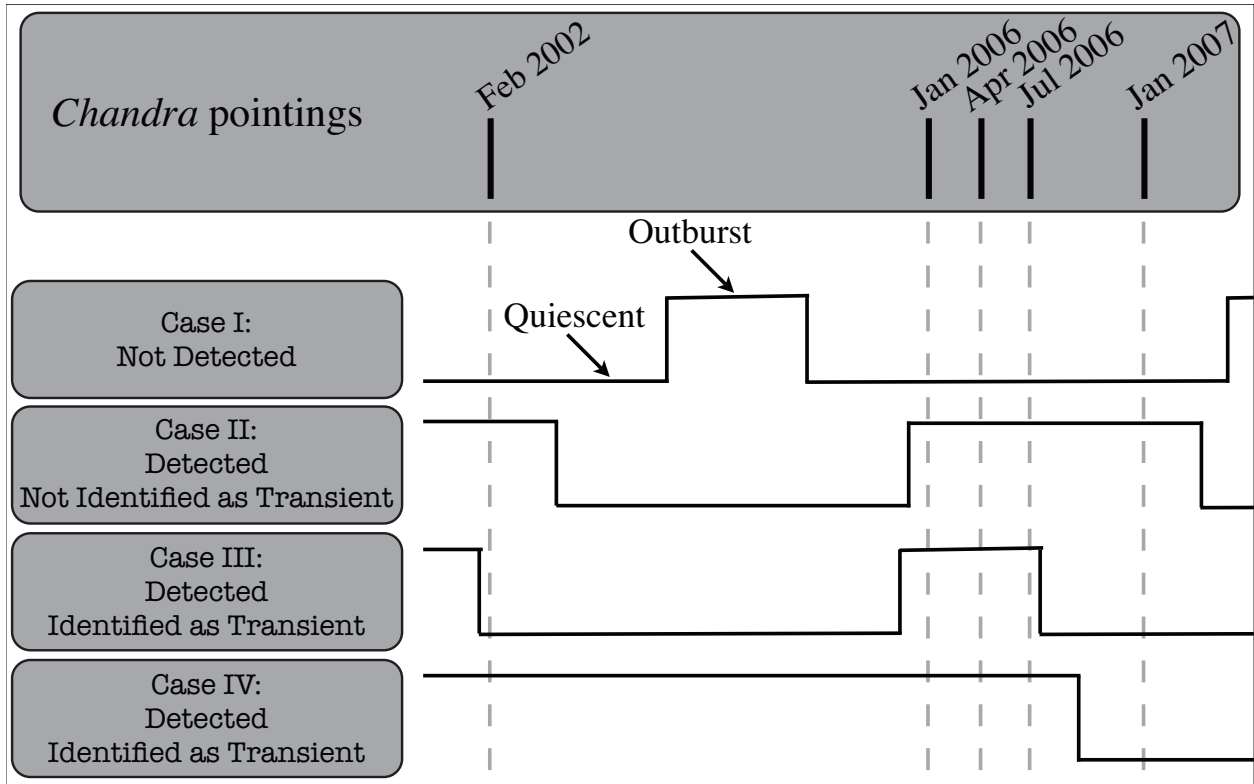 Chandra pointings
Feb 2002
Jan 2006
Apr 2006
Jul 2006
Jan 2007
Outburst
Quiescent
Case I:
Not Detected
Case II:
Detected
Not Identified as Transient
Case III:
Detected
Identified as Transient
Case IV:
Detected
Identified as Transient